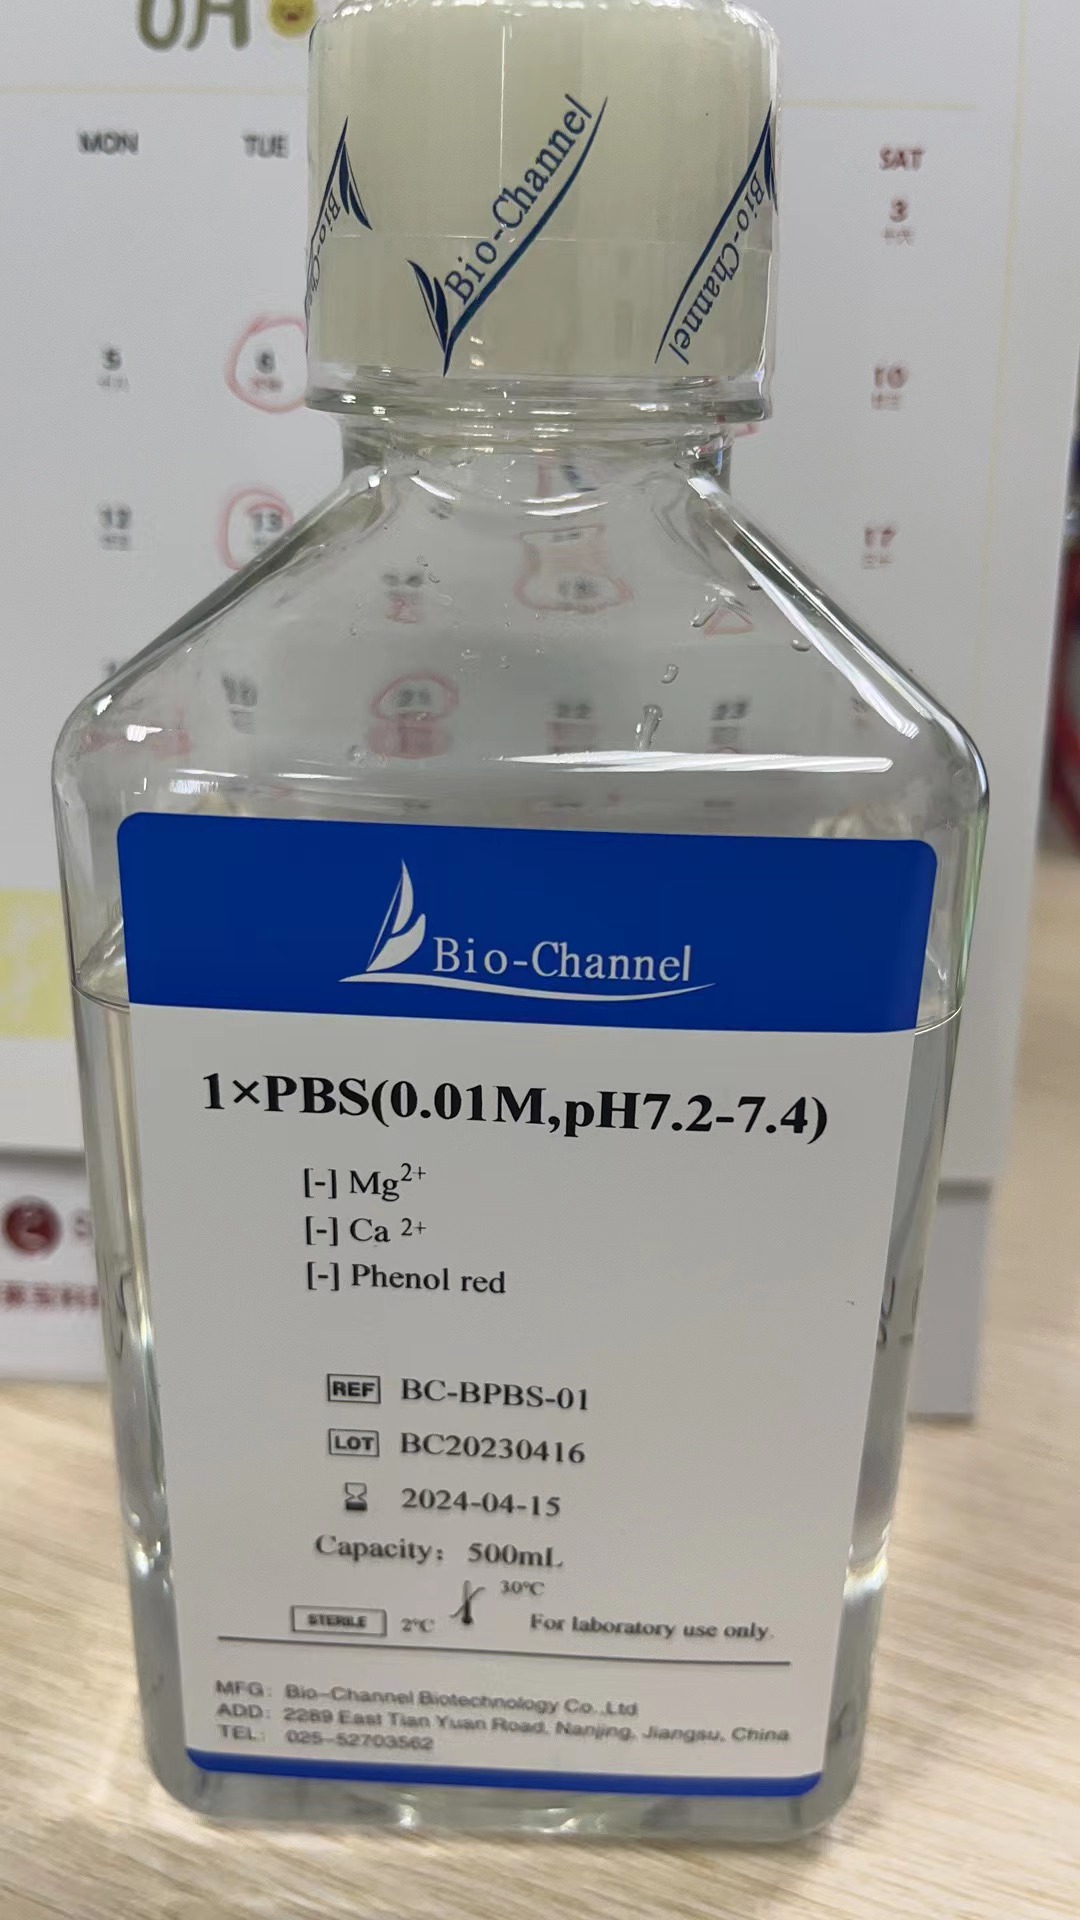 MON TUE SAT
3
Bio-Channel
Bio-Channel
5 6 10
12 13 17
21
22
Bio-Channel
1×PBS(0.01M,pH7.2-7.4)
[-] Mg2+
[-] Ca 2+
[-] Phenol red
REF BC-BPBS-01
LOT BC20230416
2024-04-15
Capacity: 500mL
30°C
STERILE 2°C For laboratory use only.
MFG: Bio-Channel Biotechnology Co.,Ltd
ADD: 2289 East Tian Yuan Road, Nanjing, Jiangsu, China
TEL: 025-52703562